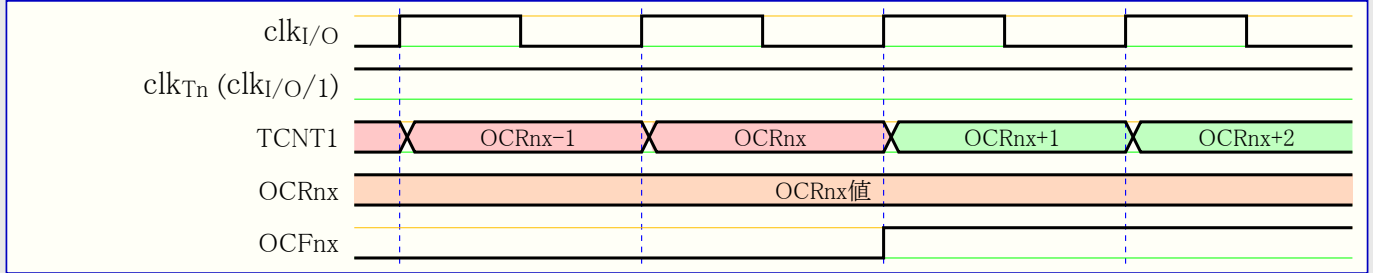 clkI/O
clkTn (clkI/O/1)
TCNT1 OCRnx-1 OCRnx OCRnx+1 OCRnx+2
OCRnx OCRnx値
OCFnx